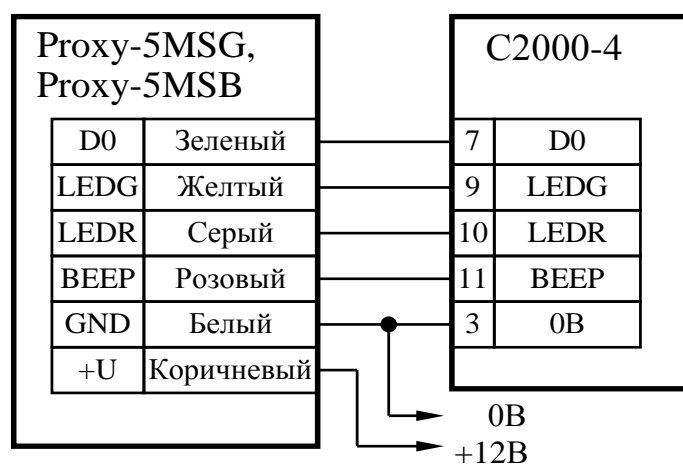 Proxy-5MSG,
Proxy-5MSB
D0 Зеленый
LEDG Желтый
LEDR Серый
BEEP Розовый
GND Белый
+U Коричневый
С2000-4
7 D0
9 LEDG
10 LEDR
11 BEEP
3 0В
0В
+12В